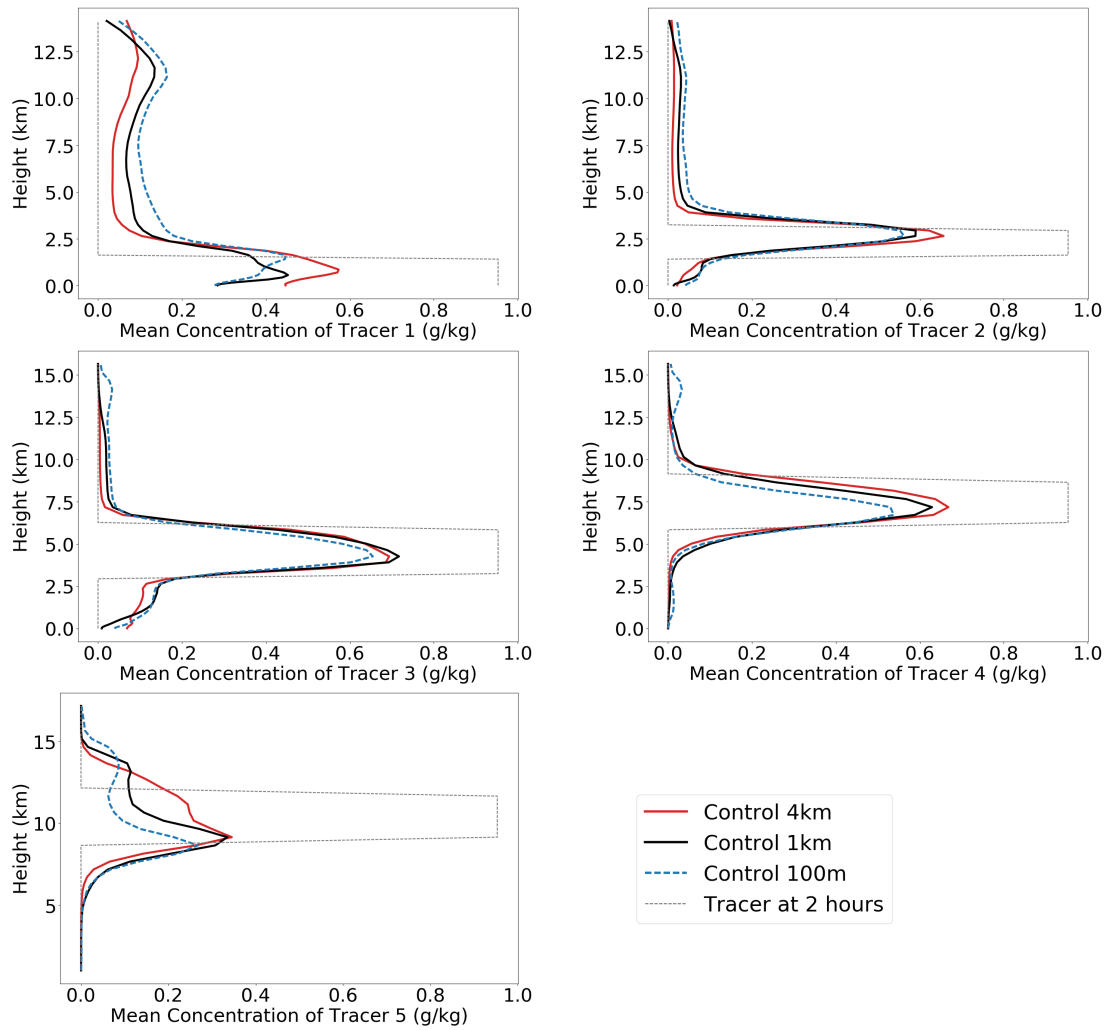 Height (km)
12.5
10.0
7.5
5.0
2.5
0.0
0.0 0.2 0.4 0.6 0.8 1.0
Mean Concentration of Tracer 1 (g/kg)
Height (km)
12.5
10.0
7.5
5.0
2.5
0.0
0.0 0.2 0.4 0.6 0.8 1.0
Mean Concentration of Tracer 2 (g/kg)
Height (km)
15.0
12.5
10.0
7.5
5.0
2.5
0.0
0.0 0.2 0.4 0.6 0.8 1.0
Mean Concentration of Tracer 3 (g/kg)
Height (km)
15.0
12.5
10.0
7.5
5.0
2.5
0.0
0.0 0.2 0.4 0.6 0.8 1.0
Mean Concentration of Tracer 4 (g/kg)
Height (km)
15
10
5
0.0 0.2 0.4 0.6 0.8 1.0
Mean Concentration of Tracer 5 (g/kg)
Control 4km
Control 1km
Control 100m
Tracer at 2 hours